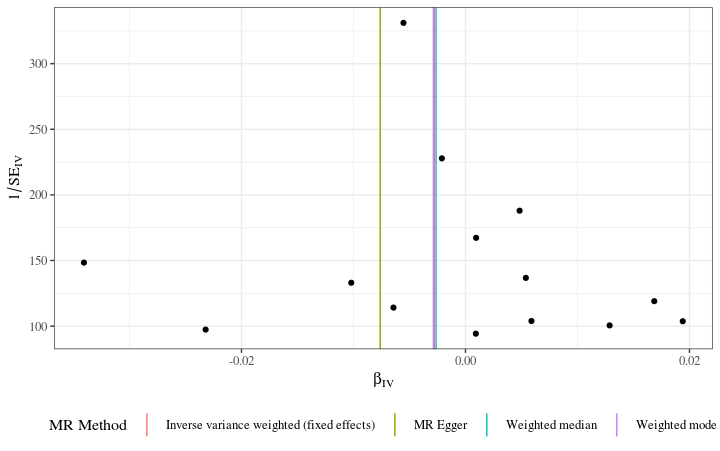 300
250
200
150
100
1/SE_IV
-0.02
0.00
0.02
β_IV
MR Method
Inverse variance weighted (fixed effects)
MR Egger
Weighted median
Weighted mode